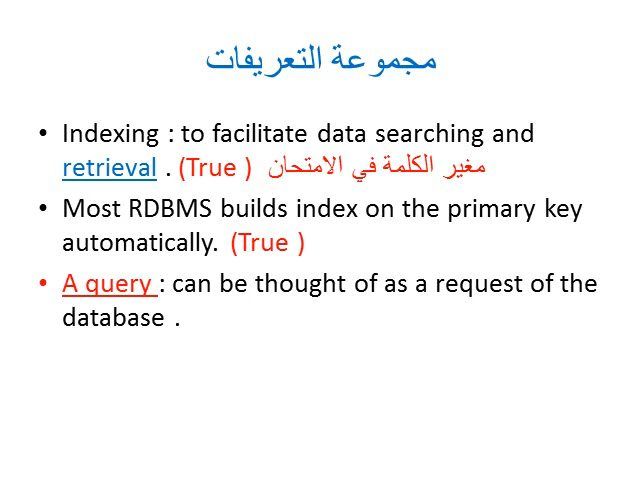 مجموعة التعريفات
• Indexing : to facilitate data searching and
retrieval . (True ) مغير الكلمة في الامتحان
• Most RDBMS builds index on the primary key
automatically. (True )
• A query : can be thought of as a request of the
database .